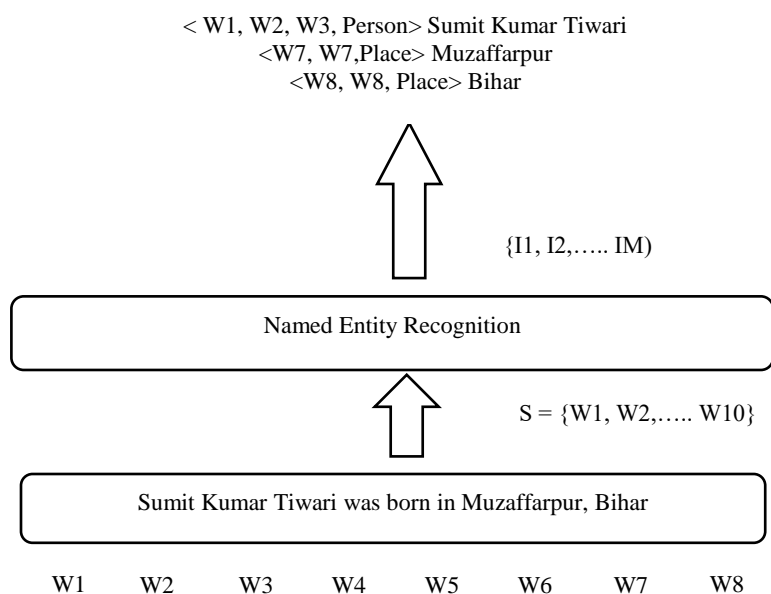 < W1, W2, W3, Person> Sumit Kumar Tiwari
<W7, W7,Place> Muzaffarpur
<W8, W8, Place> Bihar
{I1, I2,….. IM)
Named Entity Recognition
S = {W1, W2,….. W10}
Sumit Kumar Tiwari was born in Muzaffarpur, Bihar
W1 W2 W3 W4 W5 W6 W7 W8